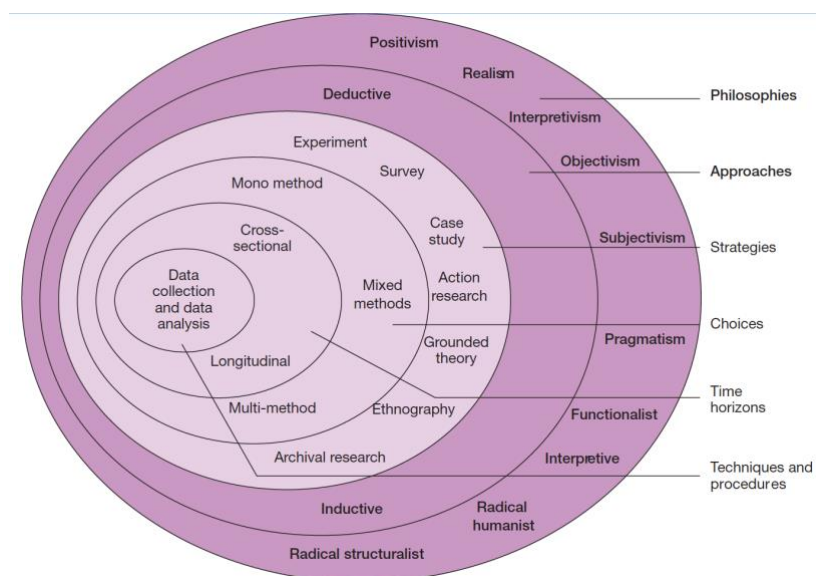 Positivism
Realism
Deductive
Philosophies
Interpretivism
Experiment
Objectivism
Survey
Approaches
Mono method
Case
study
Cross-
sectional
Subjectivism
Strategies
Data
collection
and data
analysis
Mixed
methods
Action
research
Choices
Pragmatism
Grounded
theory
Longitudinal
Time
horizons
Multi-method
Ethnography
Functionalist
Archival research
Interpretive
Techniques and
procedures
Inductive
Radical
humanist
Radical structuralist